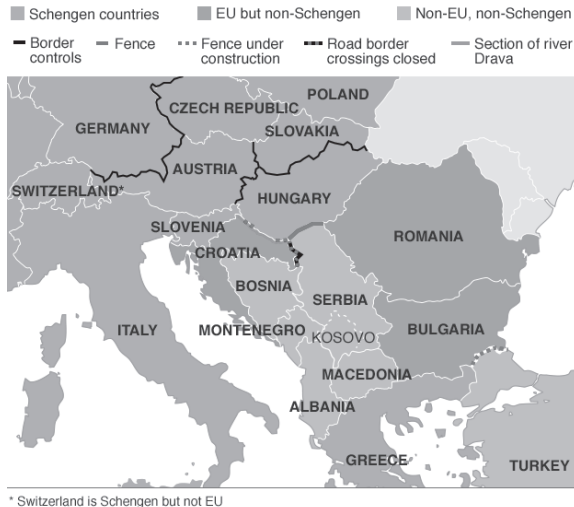 Schengen countries
EU but non-Schengen
Non-EU, non-Schengen
Border controls
Fence
Fence under construction
Road border crossings closed
Section of river Drava
POLAND
CZECH REPUBLIC
GERMANY
SLOVAKIA
AUSTRIA
SWITZERLAND*
HUNGARY
SLOVENIA
ROMANIA
CROATIA
BOSNIA
SERBIA
ITALY
MONTENEGRO
KOSOVO
BULGARIA
MACEDONIA
ALBANIA
GREECE
TURKEY
* Switzerland is Schengen but not EU